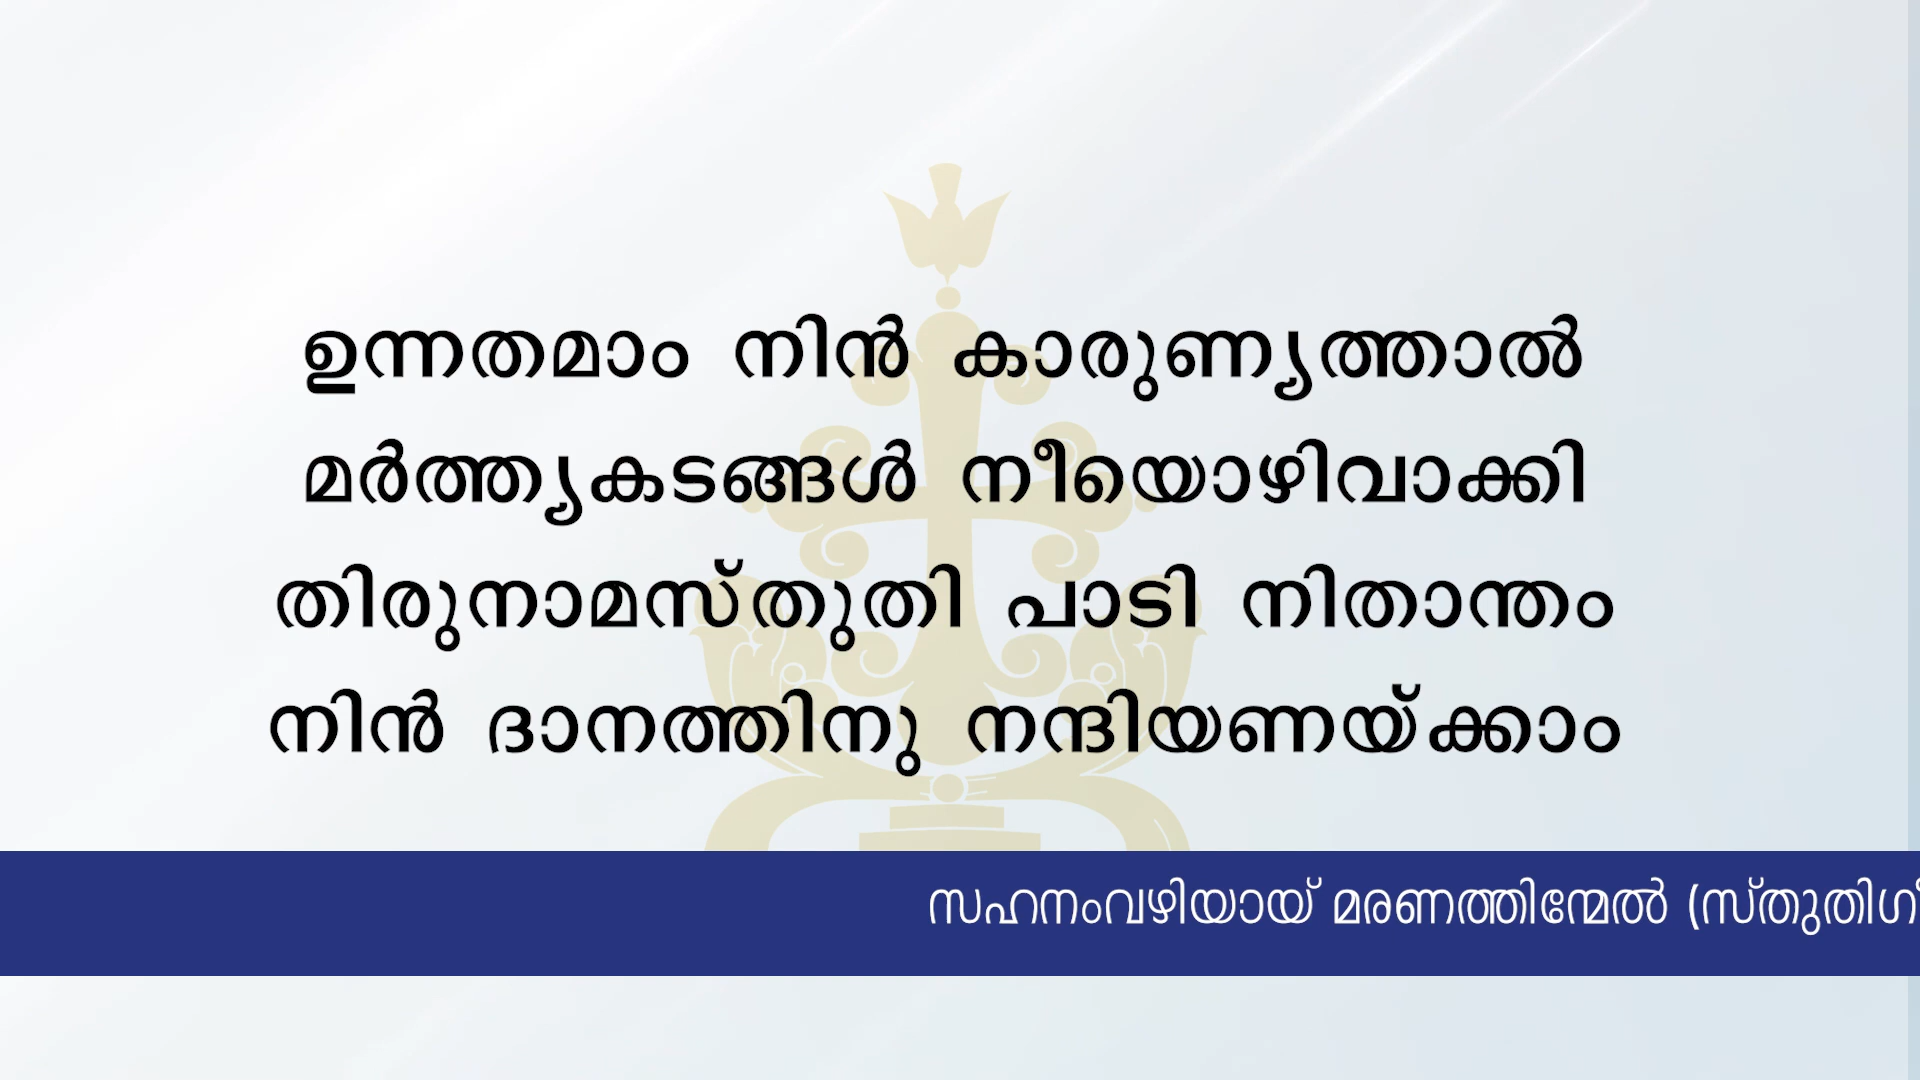 ഉന്നതമാം നിൻ കാരുണ്യത്താൽ
മർത്ത്യകടങ്ങൾ നീയൊഴിവാക്കി
തിരുനാമസ്തുതി പാടി നിതാന്തം
നിൻ ദാനത്തിനു നന്ദിയണയ്ക്കാം
സഹനംവഴിയായ് മരണത്തിന്മേൽ